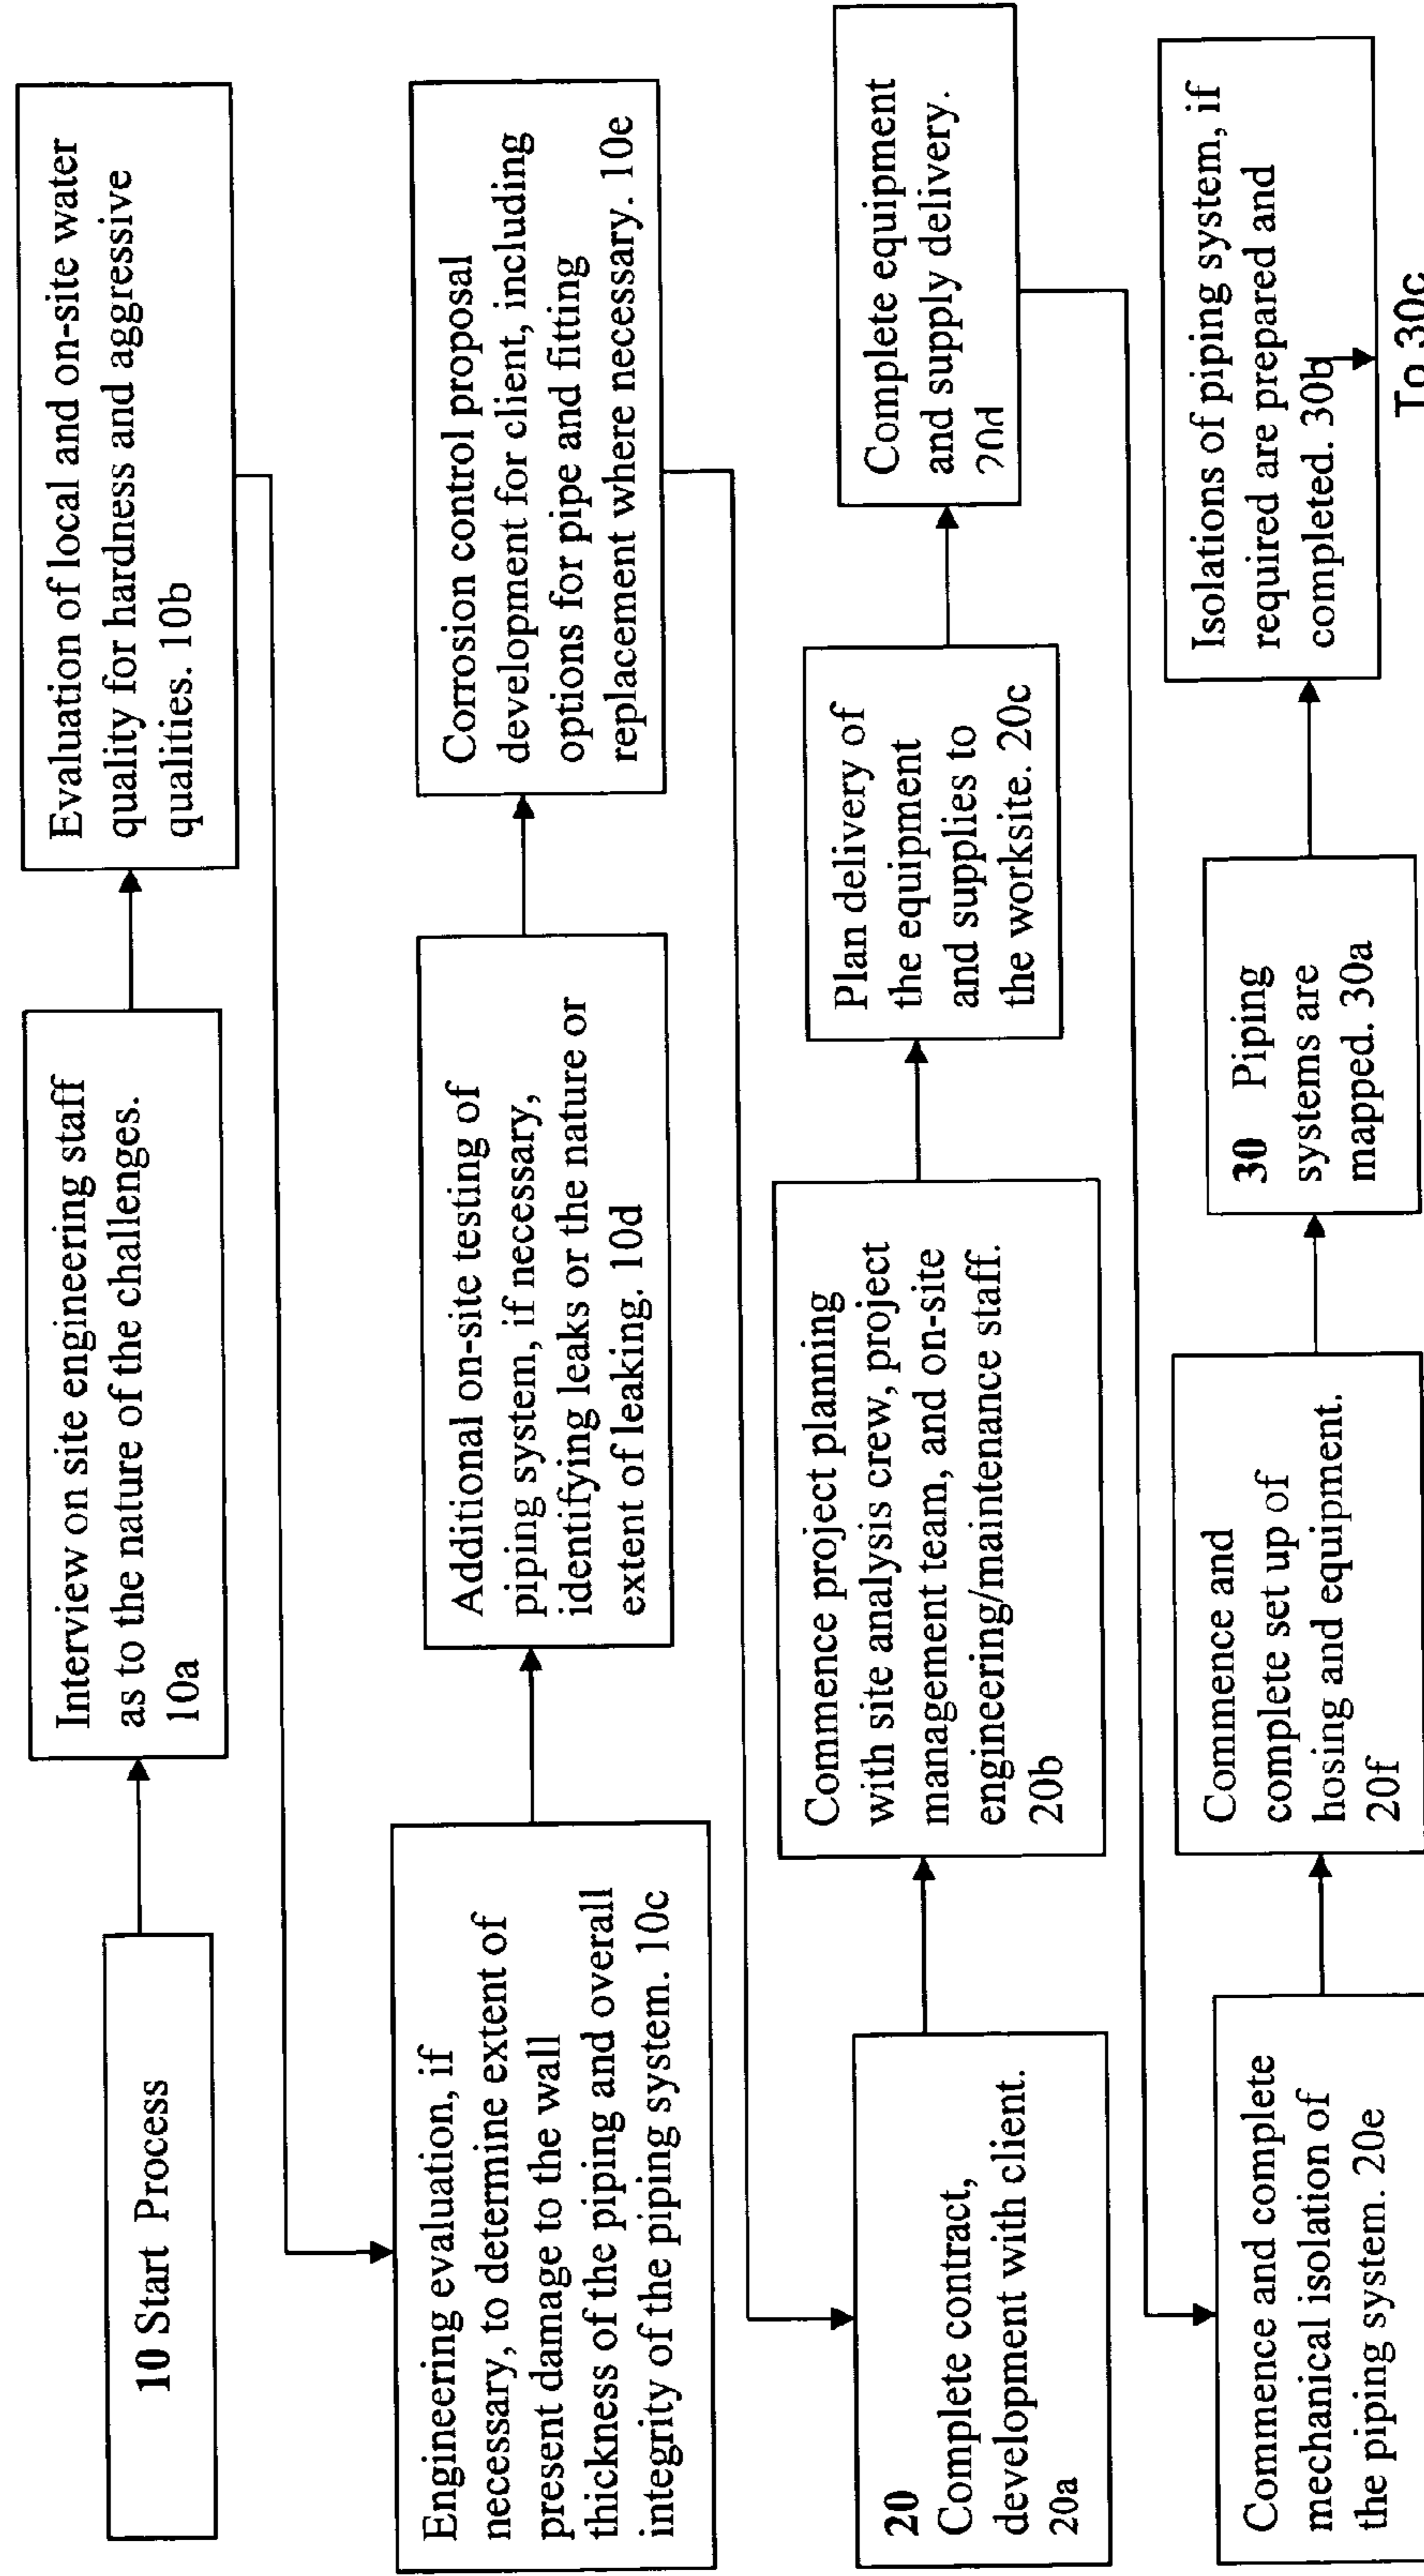 10 Start Process
Interview on site engineering staff
as to the nature of the challenges.
10a
Evaluation of local and on-site water
quality for hardness and aggressive
qualities. 10b
Engineering evaluation, if
necessary, to determine extent of
present damage to the wall
thickness of the piping and overall
integrity of the piping system. 10c
Additional on-site testing of
piping system, if necessary,
identifying leaks or the nature or
extent of leaking. 10d
Corrosion control proposal
development for client, including
options for pipe and fitting
replacement where necessary. 10e
20
Complete contract,
development with client.
20a
Commence project planning
with site analysis crew, project
management team, and on-site
engineering/maintenance staff.
20b
Plan delivery of
the equipment
and supplies to
the worksite. 20c
Complete equipment
and supply delivery.
20d
Commence and complete
mechanical isolation of
the piping system. 20e
Commence and
complete set up of
hosing and equipment.
20f
30 Piping
systems are
mapped. 30a
Isolations of piping system, if
required are prepared and
completed. 30b
To 30c